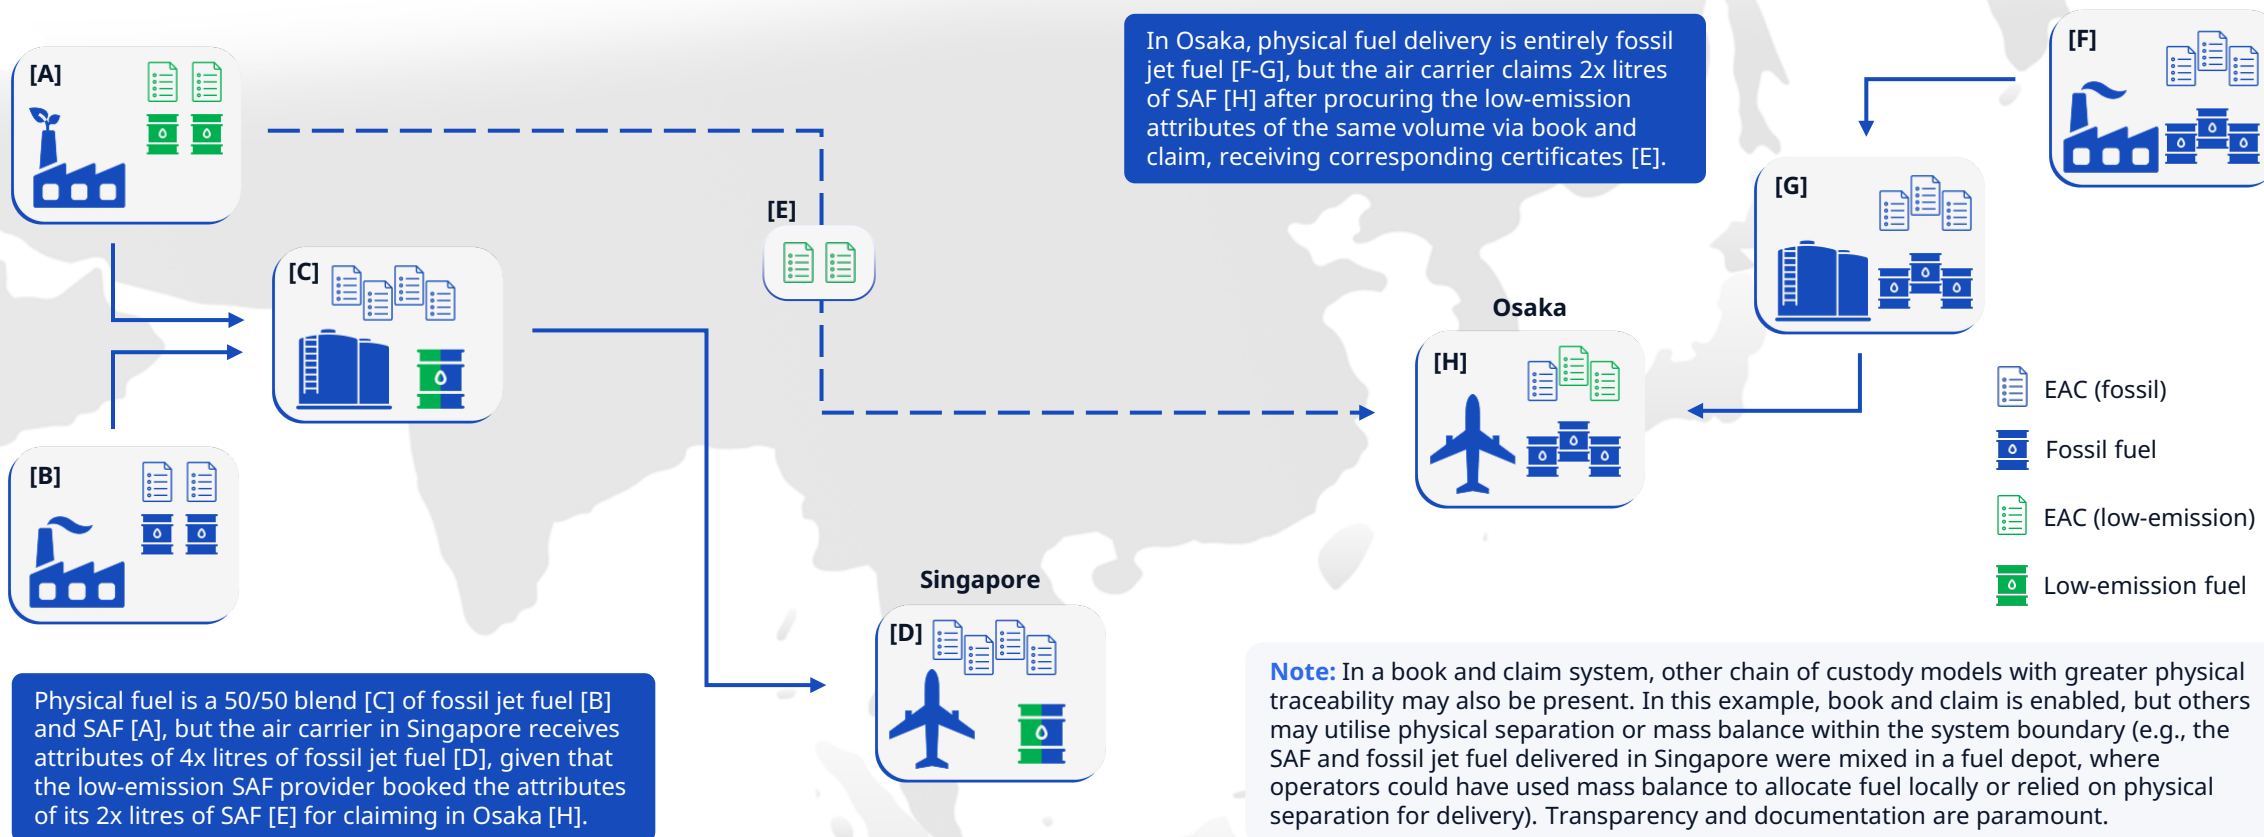 [A]
In Osaka, physical fuel delivery is entirely fossil
jet fuel [F-G], but the air carrier claims 2x litres
of SAF [H] after procuring the low-emission
attributes of the same volume via book and
claim, receiving corresponding certificates [E].
[F]
[G]
[E]
[C]
Osaka
[H]
EAC (fossil)
Fossil fuel
EAC (low-emission)
Low-emission fuel
[B]
Singapore
[D]
Physical fuel is a 50/50 blend [C] of fossil jet fuel [B]
and SAF [A], but the air carrier in Singapore receives
attributes of 4x litres of fossil jet fuel [D], given that
the low-emission SAF provider booked the attributes
of its 2x litres of SAF [E] for claiming in Osaka [H].
Note: In a book and claim system, other chain of custody models with greater physical
traceability may also be present. In this example, book and claim is enabled, but others
may utilise physical separation or mass balance within the system boundary (e.g., the
SAF and fossil jet fuel delivered in Singapore were mixed in a fuel depot, where
operators could have used mass balance to allocate fuel locally or relied on physical
separation for delivery). Transparency and documentation are paramount.